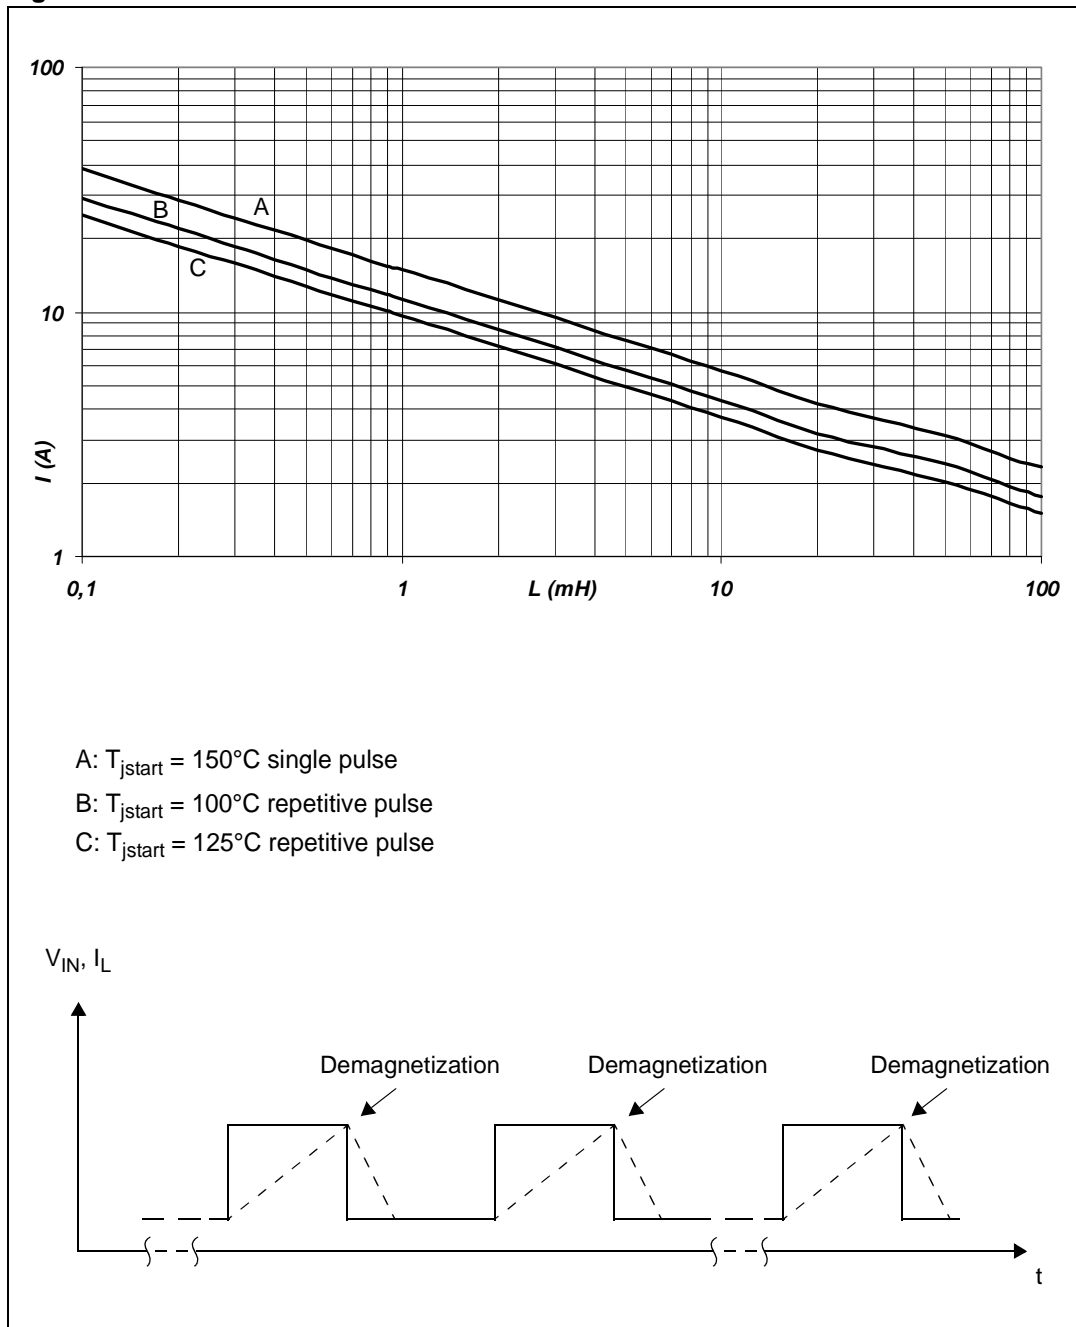 100
B
A
C
10
I (A)
1
0,1
1
L (mH)
10
100
A: Tjstart = 150°C single pulse
B: Tjstart = 100°C repetitive pulse
C: Tjstart = 125°C repetitive pulse
VIN, IL
Demagnetization
Demagnetization
Demagnetization
t